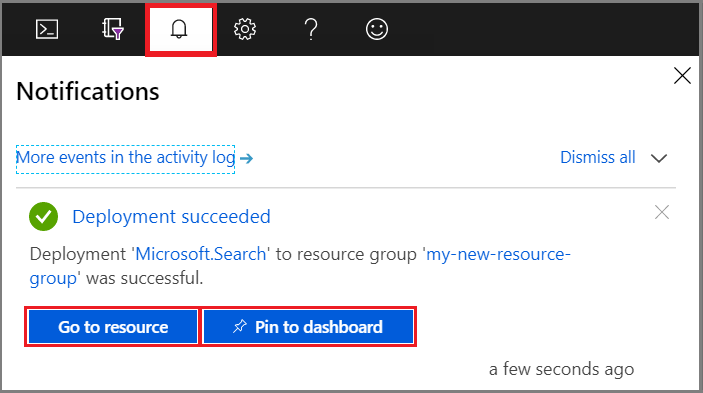 Notifications
More events in the activity log →
Dismiss all
Deployment succeeded
Deployment 'Microsoft.Search' to resource group 'my-new-resource-
group' was successful.
Go to resource
Pin to dashboard
a few seconds ago